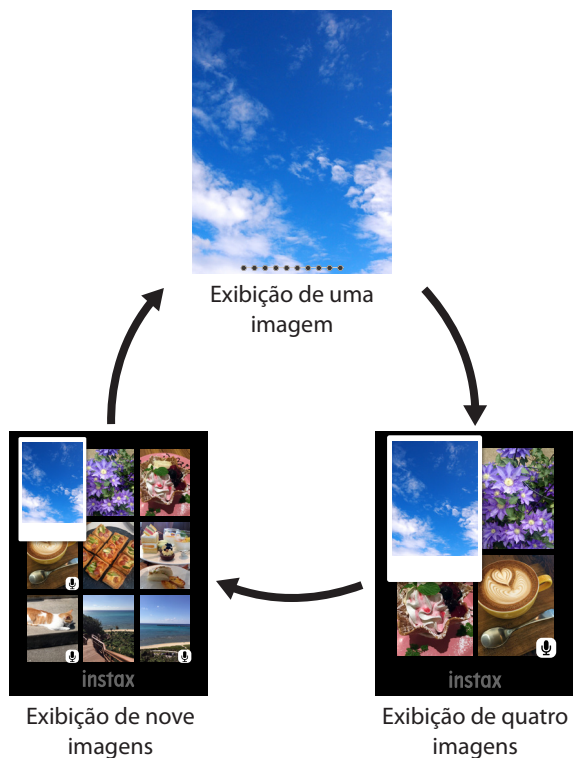 Exibição de uma
imagem
instax
Exibição de nove
imagens
instax
Exibição de quatro
imagens